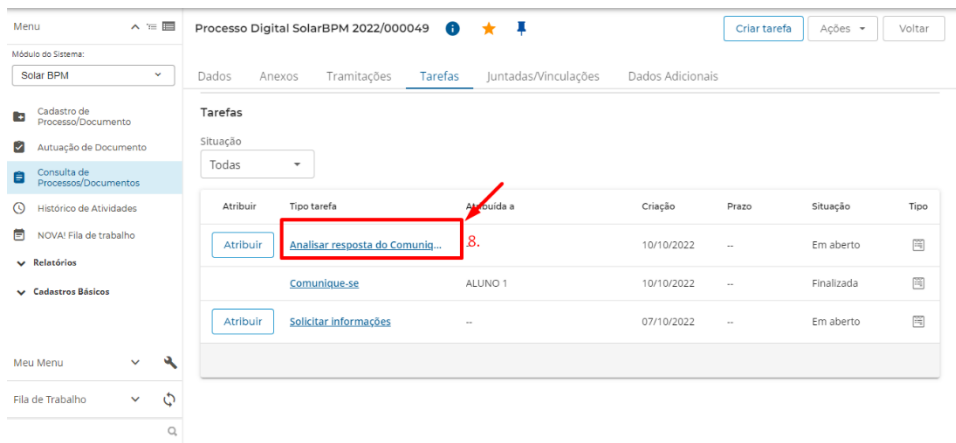 Menu
Módulo do Sistema:
Solar BPM
Cadastro de
Processo/Documento
Autuação de Documento
Consulta de
Processos/Documentos
Histórico de Atividades
NOVA! Fila de trabalho
Relatórios
Cadastros Básicos
Meu Menu
Fila de Trabalho
Processo Digital SolarBPM 2022/000049
Criar tarefa
Ações
Voltar
Dados Anexos Tramitações Tarefas Juntadas/Vinculações Dados Adicionais
Tarefas
Situação
Todas
Atribuir Tipo tarefa Atribuída a Criação Prazo Situação Tipo
Atribuir Analisar resposta do Comuniq... 8. 10/10/2022 -- Em aberto
Comunique-se ALUNO 1 10/10/2022 -- Finalizada
Atribuir Solicitar informações -- 07/10/2022 -- Em aberto